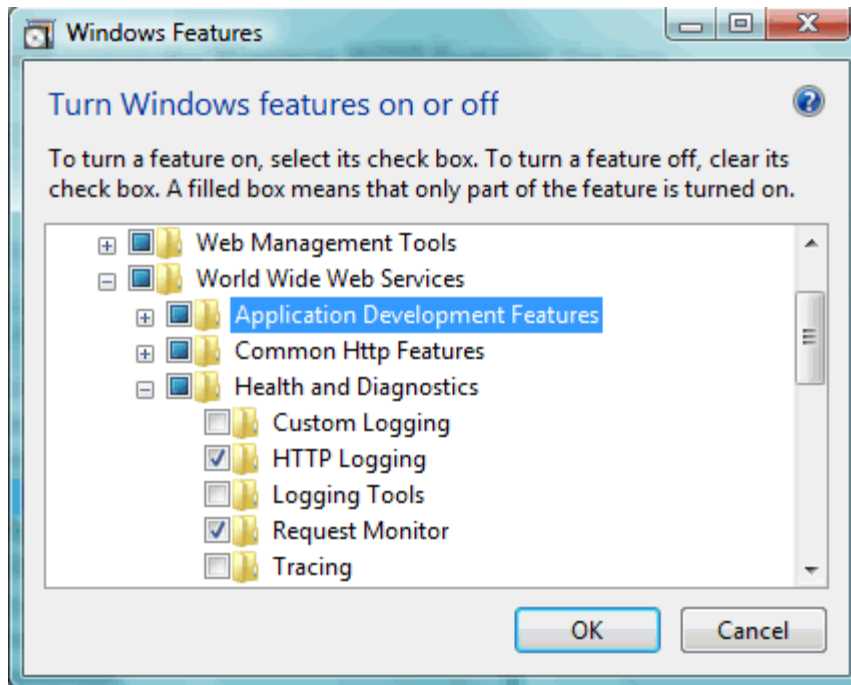 Windows Features
Turn Windows features on or off
To turn a feature on, select its check box. To turn a feature off, clear its
check box. A filled box means that only part of the feature is turned on.
Web Management Tools
World Wide Web Services
Application Development Features
Common Http Features
Health and Diagnostics
Custom Logging
HTTP Logging
Logging Tools
Request Monitor
Tracing
OK Cancel